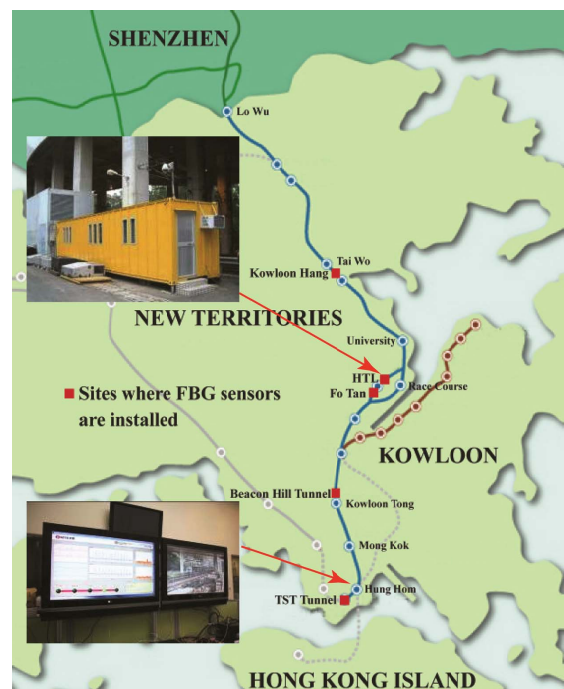 SHENZHEN
Lo Wu
Tai Wo
Kowloon Hang
NEW TERRITORIES
University
HTL
Race Course
Fo Tan
Sites where FBG sensors
are installed
KOWLOON
Beacon Hill Tunnel
Kowloon Tong
Mong Kok
Hung Hom
TST Tunnel
HONG KONG ISLAND